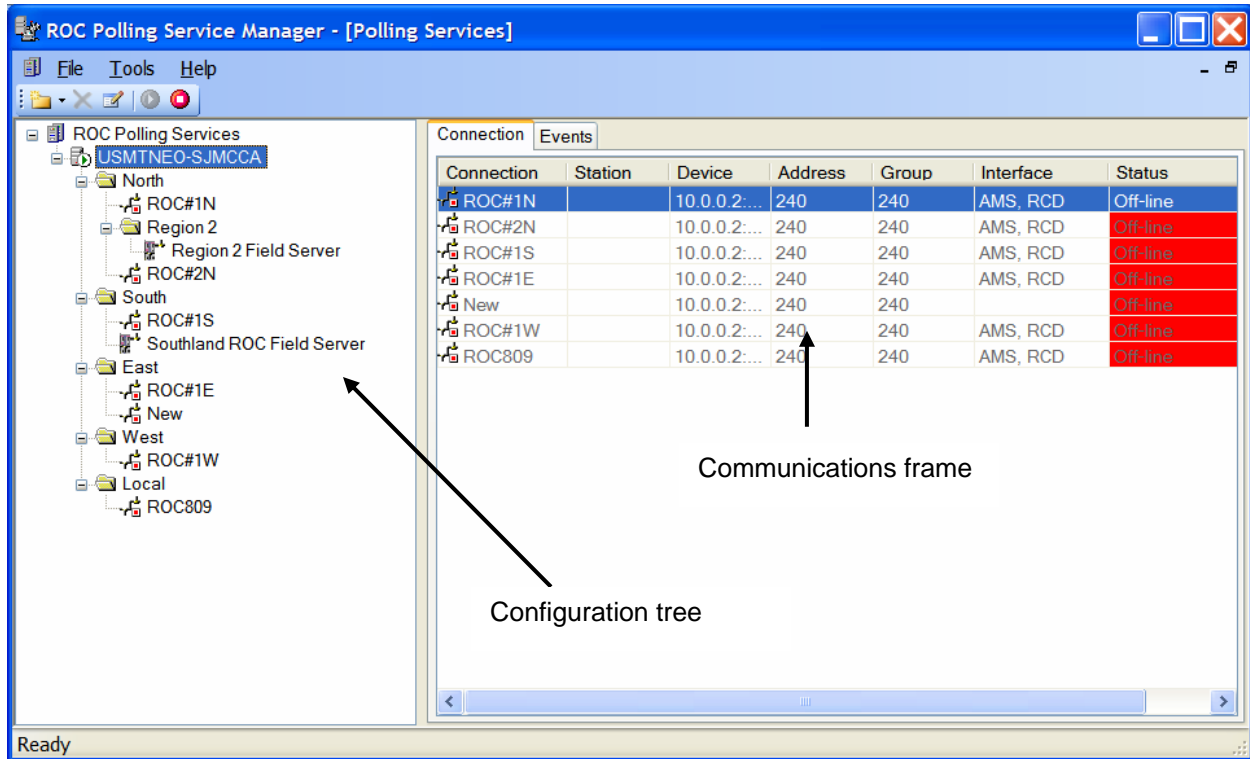 ROC Polling Service Manager - [Polling Services]
File Tools Help
ROC Polling Services
USMTNEO-SJMCCA
North
ROC#1N
Region 2
Region 2 Field Server
ROC#2N
South
ROC#1S
Southland ROC Field Server
East
ROC#1E
New
West
ROC#1W
Local
ROC809
Connection Events
Connection Station Device Address Group Interface Status
ROC#1N 10.0.0.2:... 240 240 AMS, RCD Off-line
ROC#2N 10.0.0.2:... 240 240 AMS, RCD Off-line
ROC#1S 10.0.0.2:... 240 240 AMS, RCD Off-line
ROC#1E 10.0.0.2:... 240 240 AMS, RCD Off-line
New 10.0.0.2:... 240 240 Off-line
ROC#1W 10.0.0.2:... 240 240 AMS, RCD Off-line
ROC809 10.0.0.2:... 240 240 AMS, RCD Off-line
Communications frame
Configuration tree
Ready